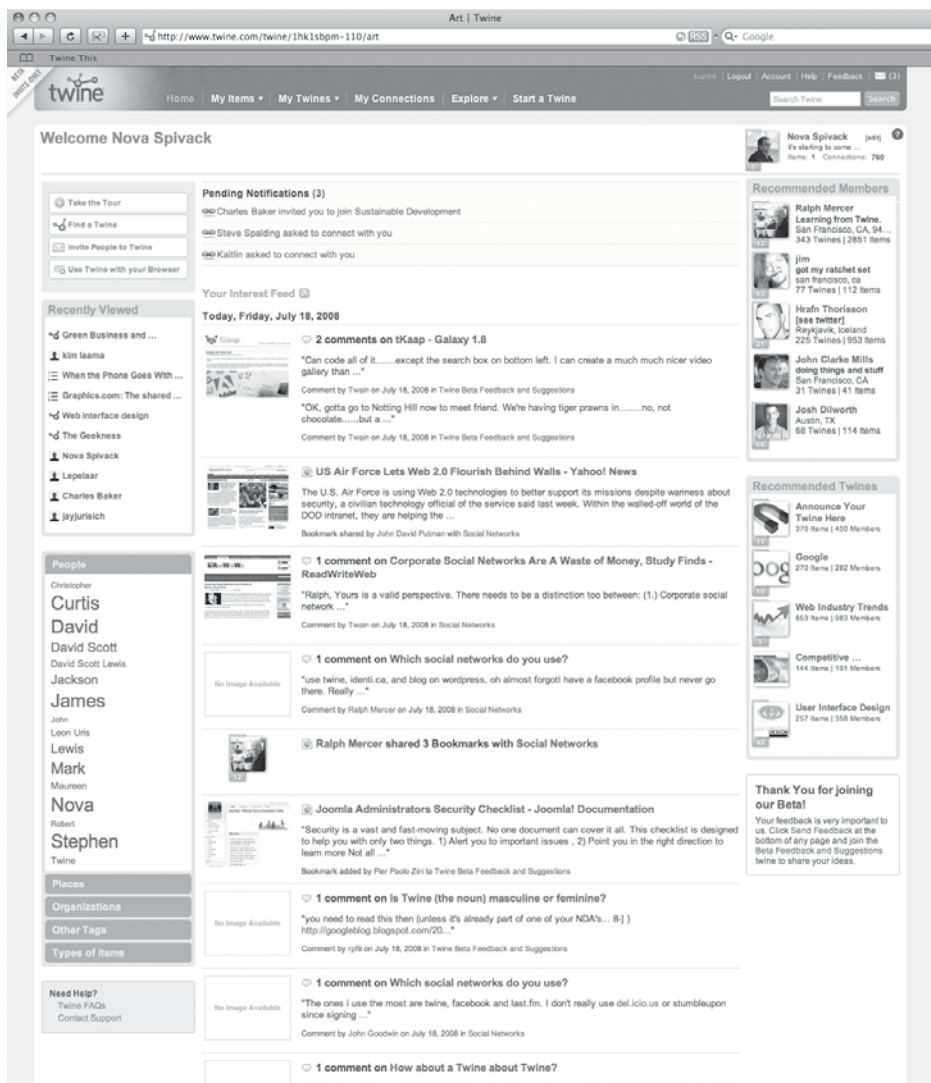 Art | Twine
http://www.twine.com/twine/1hk1sbpm-110/art
RSS
Google
Twine This
BETA
INVITE-ONLY
twine
Home
My Items
My Twines
My Connections
Explore
Start a Twine
Logout | Account | Help | Feedback | (3)
Search Twine
Search
Welcome Nova Spivack
Nova Spivack [edit]
it's starting to come ...
Items: 1 Connections: 760
Take the Tour
Find a Twine
Invite People to Twine
Use Twine with your Browser
Recently Viewed
Green Business and ...
kim laama
When the Phone Goes With ...
Graphics.com: The shared ...
Web interface design
The Geekness
Nova Spivack
Lepelaar
Charles Baker
jayjurisich
People
Christopher
Curtis
David
David Scott
David Scott Lewis
Jackson
James
John
Leon Uris
Lewis
Mark
Maureen
Nova
Robert
Stephen
Twine
Places
Organizations
Other Tags
Types of Items
Need Help?
Twine FAQs
Contact Support
Pending Notifications (3)
Charles Baker invited you to join Sustainable Development
Steve Spalding asked to connect with you
Kaitlin asked to connect with you
Your Interest Feed
Today, Friday, July 18, 2008
2 comments on tKaap - Galaxy 1.8
"Can code all of it.......except the search box on bottom left. I can create a much much nicer video
gallery than ..."
Comment by Twain on July 18, 2008 in Twine Beta Feedback and Suggestions
"OK, gotta go to Notting Hill now to meet friend. We're having tiger prawns in.........no, not
chocolate......but a ..."
Comment by Twain on July 18, 2008 in Twine Beta Feedback and Suggestions
US Air Force Lets Web 2.0 Flourish Behind Walls - Yahoo! News
The U.S. Air Force is using Web 2.0 technologies to better support its missions despite wariness about
security, a civilian technology official of the service said last week. Within the walled-off world of the
DOD intranet, they are helping the ...
Bookmark shared by John David Putman with Social Networks
1 comment on Corporate Social Networks Are A Waste of Money, Study Finds -
ReadWriteWeb
"Ralph, Yours is a valid perspective. There needs to be a distinction too between: (1.) Corporate social
network ..."
Comment by Twain on July 18, 2008 in Social Networks
No Image Available
1 comment on Which social networks do you use?
"use twine, identi.ca, and blog on wordpress, oh almost forgotI have a facebook profile but never go
there. Really ..."
Comment by Ralph Mercer on July 18, 2008 in Social Networks
12
Ralph Mercer shared 3 Bookmarks with Social Networks
Joomla Administrators Security Checklist - Joomla! Documentation
"Security is a vast and fast-moving subject. No one document can cover it all. This checklist is designed
to help you with only two things. 1) Alert you to important issues , 2) Point you in the right direction to
learn more Not all ..."
Bookmark added by Pier Paolo Zini to Twine Beta Feedback and Suggestions
No Image Available
1 comment on Is Twine (the noun) masculine or feminine?
"you need to read this then (unless it's already part of one of your NDA's... 8-] )
http://googleblog.blogspot.com/20..."
Comment by rpfili on July 18, 2008 in Twine Beta Feedback and Suggestions
No Image Available
1 comment on Which social networks do you use?
"The ones i use the most are twine, facebook and last.fm. I don't really use del.icio.us or stumbleupon
since signing ..."
Comment by John Goodwin on July 18, 2008 in Social Networks
1 comment on How about a Twine about Twine?
Recommended Members
Ralph Mercer
Learning from Twine.
San Francisco, CA, 94...
343 Twines | 2851 Items
jim
got my ratchet set
san francisco, ca
77 Twines | 112 Items
Hrafn Thorisson
[see twitter]
Reykjavik, Iceland
225 Twines | 953 Items
John Clarke Mills
doing things and stuff
San Francisco, CA
31 Twines | 41 Items
Josh Dilworth
Austin, TX
68 Twines | 114 Items
Recommended Twines
Announce Your
Twine Here
370 Items | 400 Members
Google
270 Items | 282 Members
Web Industry Trends
853 Items | 983 Members
Competitive ...
144 Items | 191 Members
User Interface Design
257 Items | 358 Members
Thank You for joining
our Beta!
Your feedback is very important to
us. Click Send Feedback at the
bottom of any page and join the
Beta Feedback and Suggestions
twine to share your ideas.